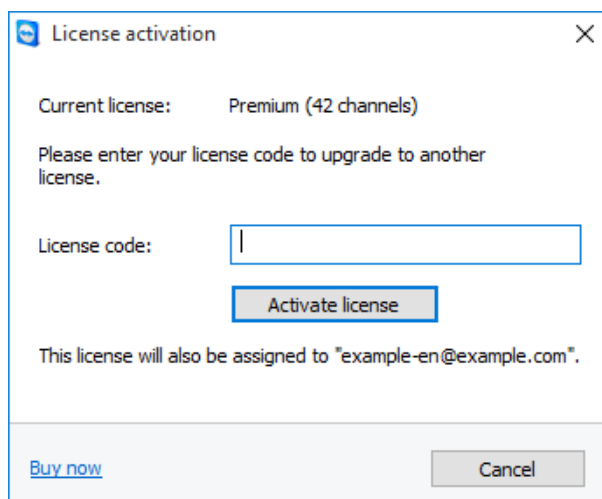 License activation
Current license: Premium (42 channels)
Please enter your license code to upgrade to another
license.
License code:
Activate license
This license will also be assigned to "example-en@example.com".
Buy now Cancel